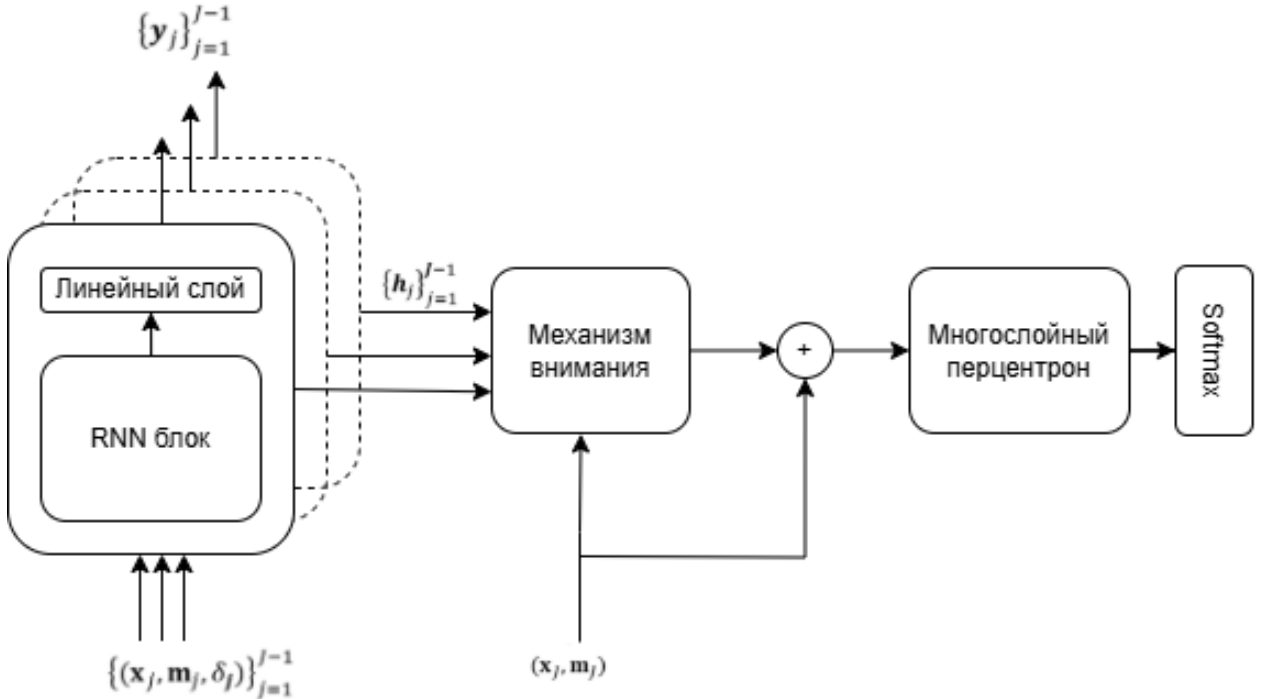 {y_j}_{j=1}^{J-1}
Линейный слой
RNN блок
{(x_j, m_j, δ_j)}_{j=1}^{J-1}
{h_j}_{j=1}^{J-1}
Механизм
внимания
(x_j, m_j)
+
Многослойный
перцентрон
Softmax